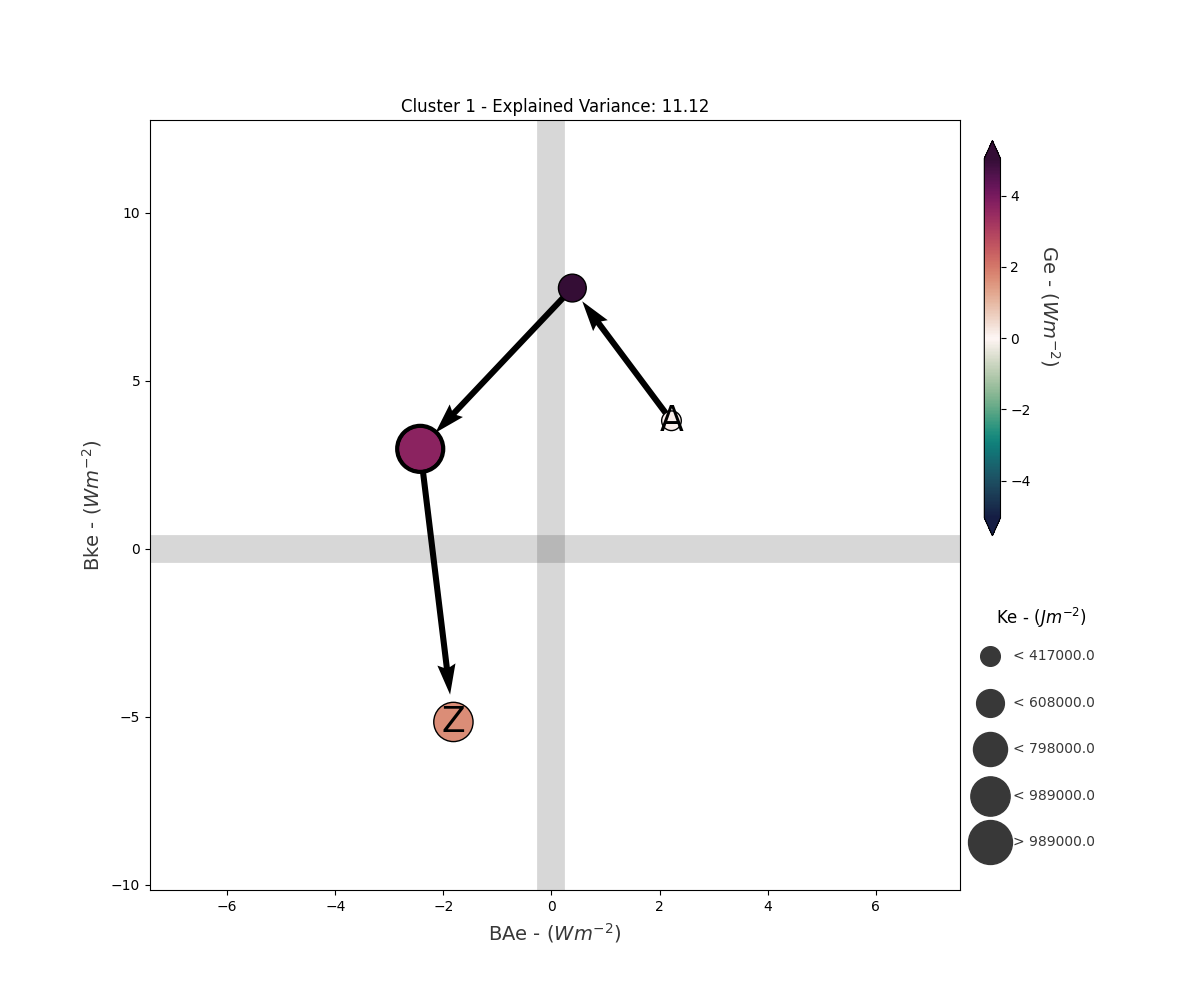 Cluster 1 - Explained Variance: 11.12
10
5
0
−5
−10
Bke - (Wm⁻²)
−6 −4 −2 0 2 4 6
BAe - (Wm⁻²)
A
Z
4
2
0
−2
−4
Ge - (Wm⁻²)
Ke - (Jm⁻²)
< 417000.0
< 608000.0
< 798000.0
< 989000.0
> 989000.0